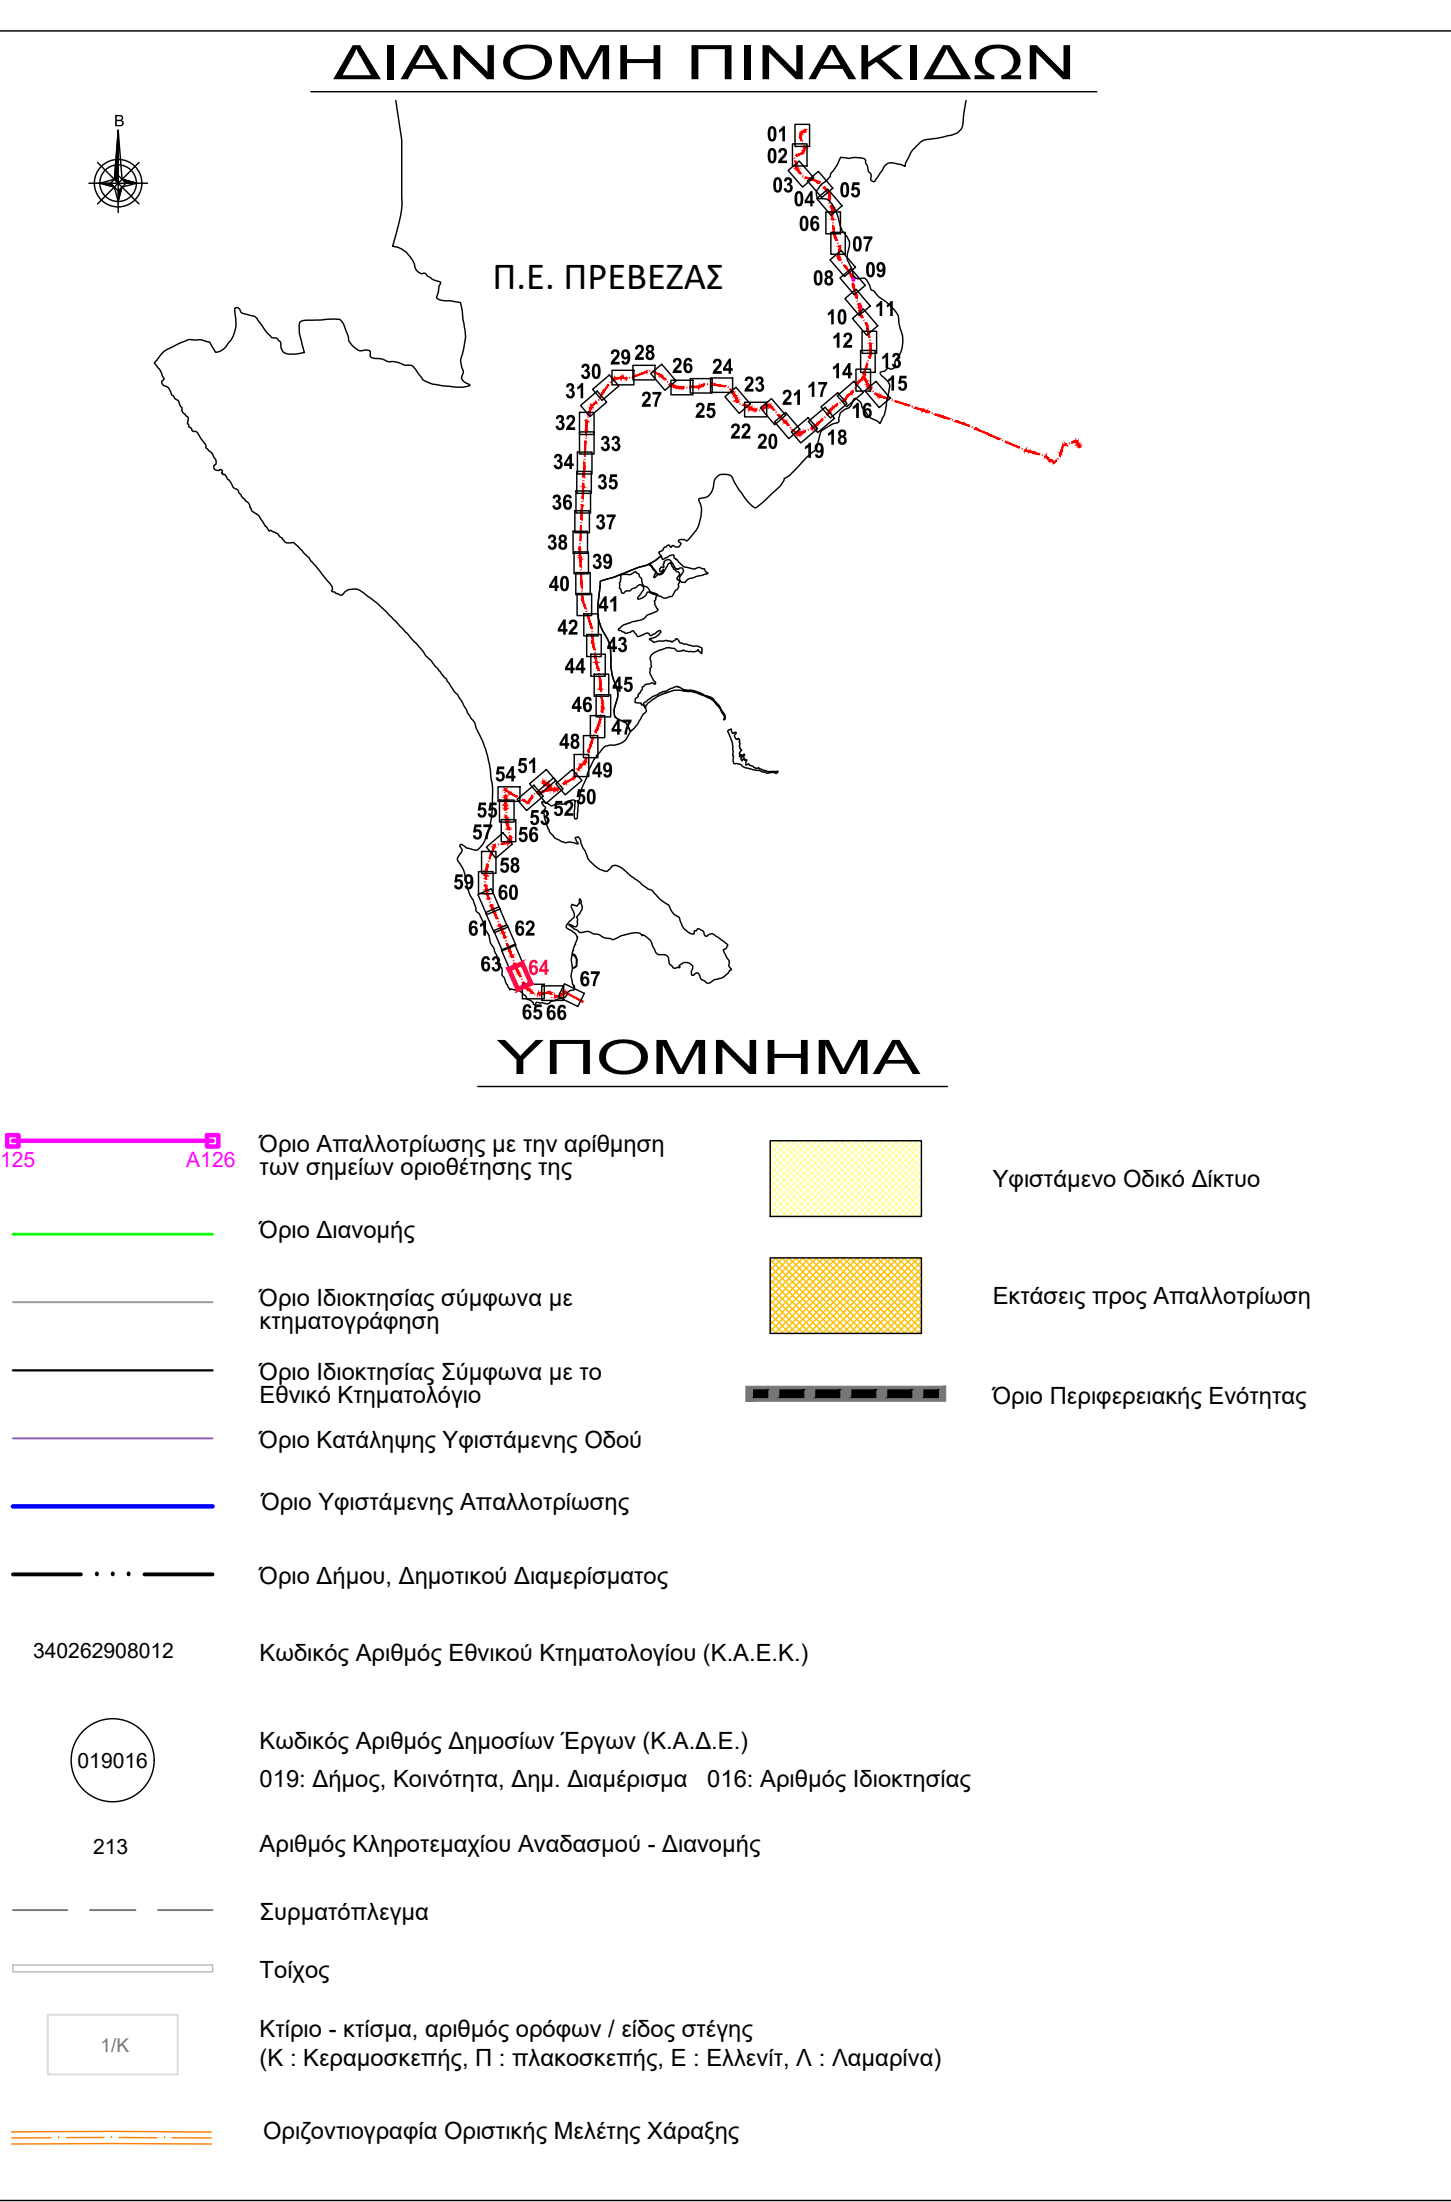 ΔΙΑΝΟΜΗ ΠΙΝΑΚΙΔΩΝ
Β
Π.Ε. ΠΡΕΒΕΖΑΣ
01
02
03
04
05
06
07
08
09
10
11
12
13
14
15
16
17
18
19
20
21
22
23
24
25
26
27
28
29
30
31
32
33
34
35
36
37
38
39
40
41
42
43
44
45
46
47
48
49
50
51
52
53
54
55
56
57
58
59
60
61
62
63
64
65
66
67
ΥΠΟΜΝΗΜΑ
125 A126
Όριο Απαλλοτρίωσης με την αρίθμηση
των σημείων οριοθέτησης της
Όριο Διανομής
Όριο Ιδιοκτησίας σύμφωνα με
κτηματογράφηση
Όριο Ιδιοκτησίας Σύμφωνα με το
Εθνικό Κτηματολόγιο
Όριο Κατάληψης Υφιστάμενης Οδού
Όριο Υφιστάμενης Απαλλοτρίωσης
Όριο Δήμου, Δημοτικού Διαμερίσματος
340262908012 Κωδικός Αριθμός Εθνικού Κτηματολογίου (Κ.Α.Ε.Κ.)
019016
Κωδικός Αριθμός Δημοσίων Έργων (Κ.Α.Δ.Ε.)
019: Δήμος, Κοινότητα, Δημ. Διαμέρισμα 016: Αριθμός Ιδιοκτησίας
213 Αριθμός Κληροτεμαχίου Αναδασμού - Διανομής
Συρματόπλεγμα
Τοίχος
1/Κ
Κτίριο - κτίσμα, αριθμός ορόφων / είδος στέγης
(Κ : Κεραμοσκεπής, Π : πλακοσκεπής, Ε : Ελλενίτ, Λ : Λαμαρίνα)
Οριζοντιογραφία Οριστικής Μελέτης Χάραξης
Υφιστάμενο Οδικό Δίκτυο
Εκτάσεις προς Απαλλοτρίωση
Όριο Περιφερειακής Ενότητας